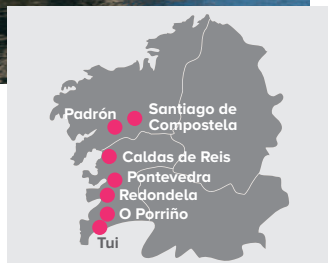 Padrón
Santiago de
Compostela
Caldas de Reis
Pontevedra
Redondela
O Porriño
Tui